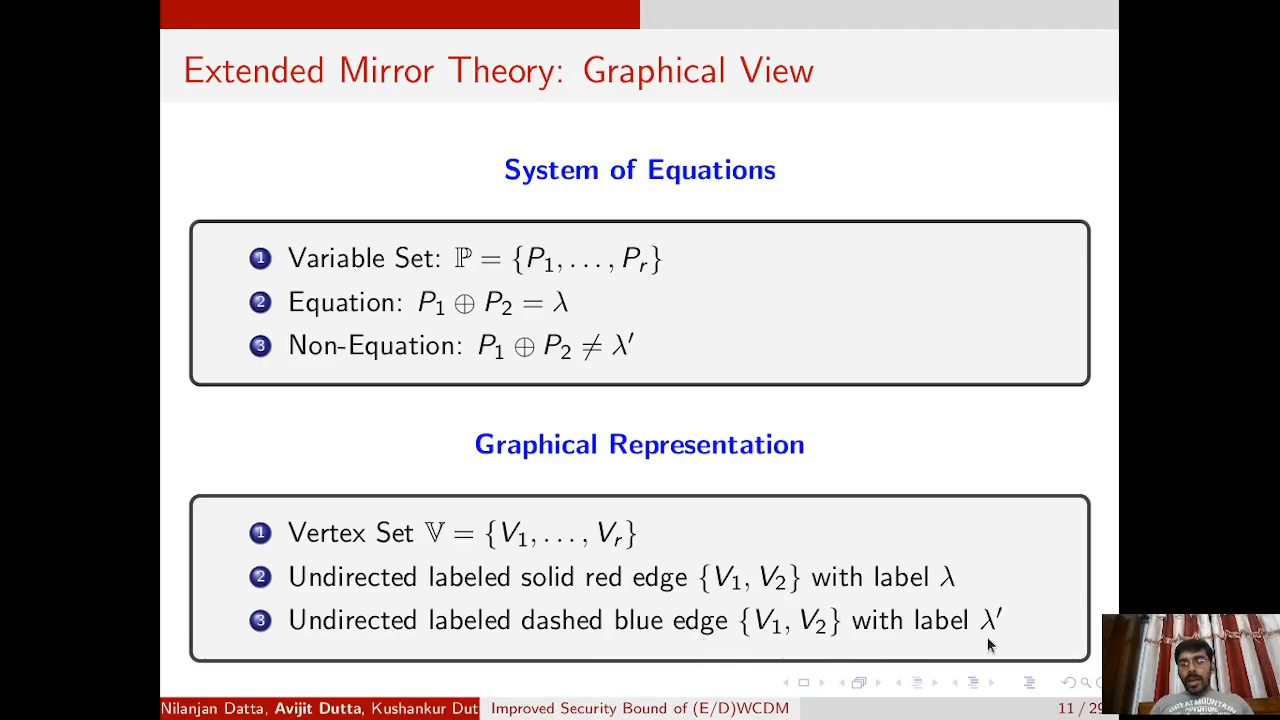 Extended Mirror Theory: Graphical View
System of Equations
1 Variable Set: ℙ = {P₁, . . . , Pᵣ}
2 Equation: P₁ ⊕ P₂ = λ
3 Non-Equation: P₁ ⊕ P₂ ≠ λ′
Graphical Representation
1 Vertex Set 𝕍 = {V₁, . . . , Vᵣ}
2 Undirected labeled solid red edge {V₁, V₂} with label λ
3 Undirected labeled dashed blue edge {V₁, V₂} with label λ′
GREAT MOUNTAIN
ADVENTURE
Nilanjan Datta, Avijit Dutta, Kushankur Dut Improved Security Bound of (E/D)WCDM 11 / 29